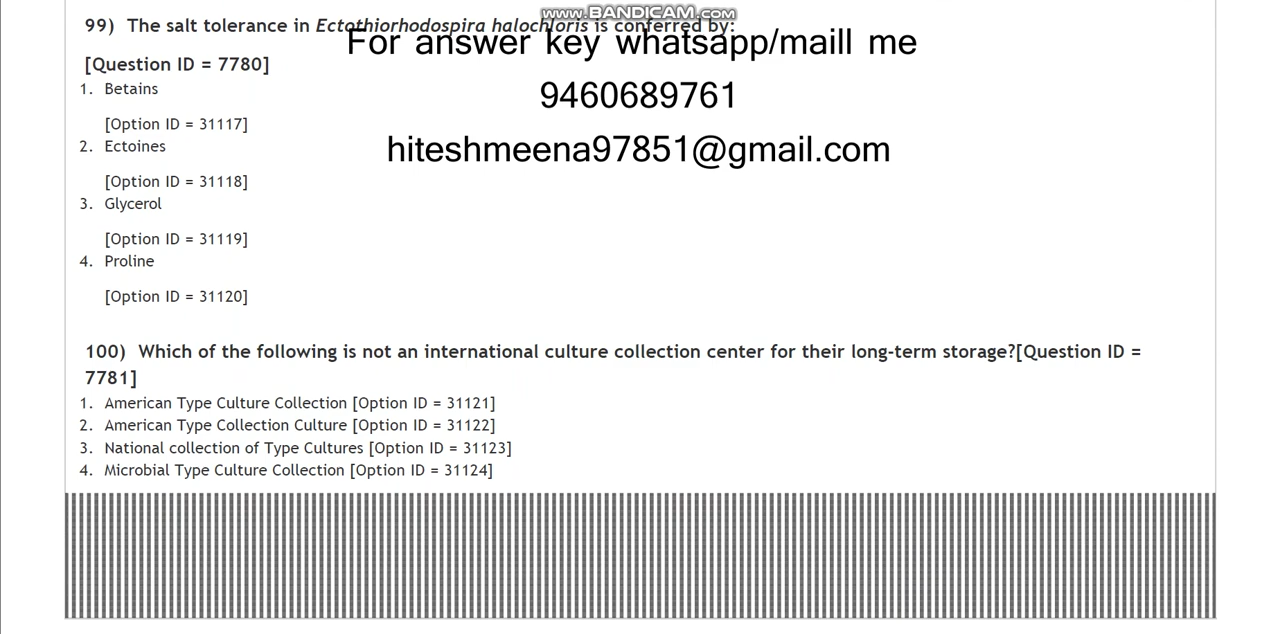 www.BANDICAM.com
99) The salt tolerance in Ectothiorhodospira halochloris is conferred by:
For answer key whatsapp/maill me
[Question ID = 7780]
1. Betains
9460689761
[Option ID = 31117]
2. Ectoines
hiteshmeena97851@gmail.com
[Option ID = 31118]
3. Glycerol
[Option ID = 31119]
4. Proline
[Option ID = 31120]
100) Which of the following is not an international culture collection center for their long-term storage?[Question ID =
7781]
1. American Type Culture Collection [Option ID = 31121]
2. American Type Collection Culture [Option ID = 31122]
3. National collection of Type Cultures [Option ID = 31123]
4. Microbial Type Culture Collection [Option ID = 31124]